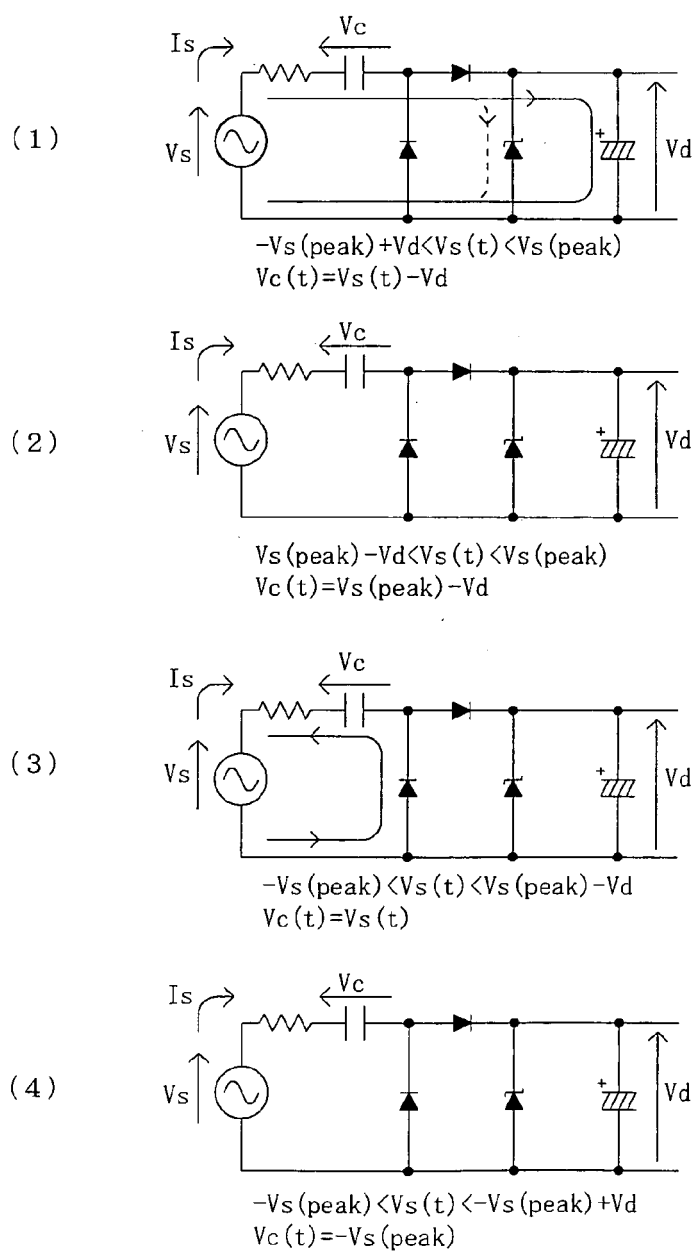 Is
Vc
(1)
Vs
+
Vd
-Vs(peak)+Vd<Vs(t)<Vs(peak)
Vc(t)=Vs(t)-Vd
Is
Vc
(2)
Vs
+
Vd
Vs(peak)-Vd<Vs(t)<Vs(peak)
Vc(t)=Vs(peak)-Vd
Is
Vc
(3)
Vs
+
Vd
-Vs(peak)<Vs(t)<Vs(peak)-Vd
Vc(t)=Vs(t)
Is
Vc
(4)
Vs
+
Vd
-Vs(peak)<Vs(t)<-Vs(peak)+Vd
Vc(t)=-Vs(peak)